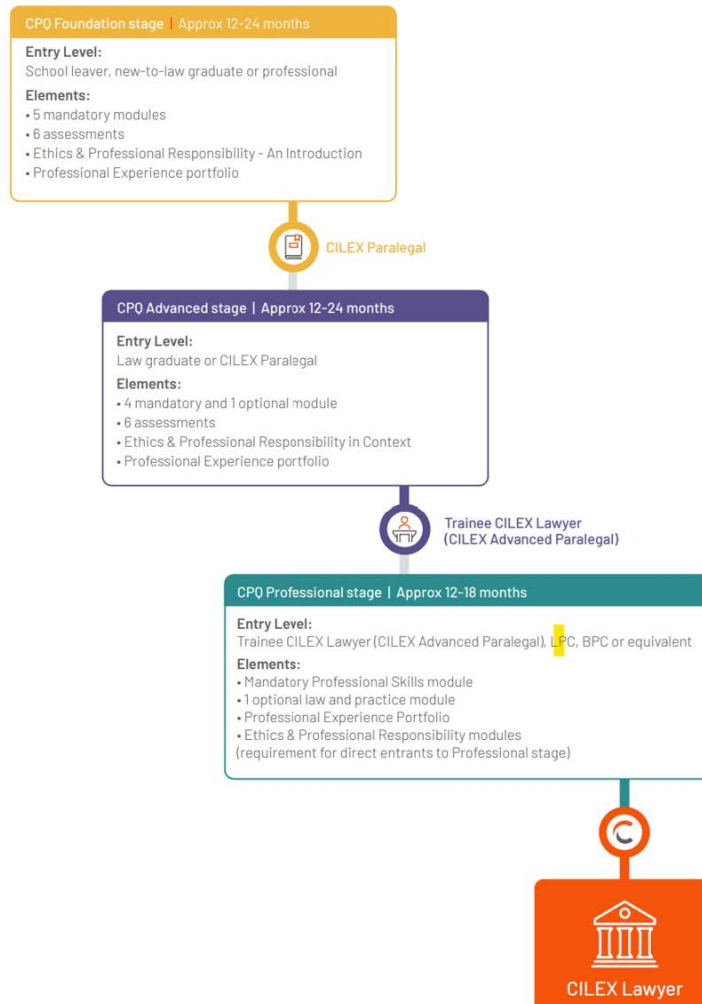 CPQ Foundation stage | Approx 12-24 months
Entry Level:
School leaver, new-to-law graduate or professional
Elements:
• 5 mandatory modules
• 6 assessments
• Ethics & Professional Responsibility - An Introduction
• Professional Experience portfolio
CILEX Paralegal
CPQ Advanced stage | Approx 12-24 months
Entry Level:
Law graduate or CILEX Paralegal
Elements:
• 4 mandatory and 1 optional module
• 6 assessments
• Ethics & Professional Responsibility in Context
• Professional Experience portfolio
Trainee CILEX Lawyer
(CILEX Advanced Paralegal)
CPQ Professional stage | Approx 12-18 months
Entry Level:
Trainee CILEX Lawyer (CILEX Advanced Paralegal), LPC, BPC or equivalent
Elements:
• Mandatory Professional Skills module
• 1 optional law and practice module
• Professional Experience Portfolio
• Ethics & Professional Responsibility modules
(requirement for direct entrants to Professional stage)
CILEX Lawyer